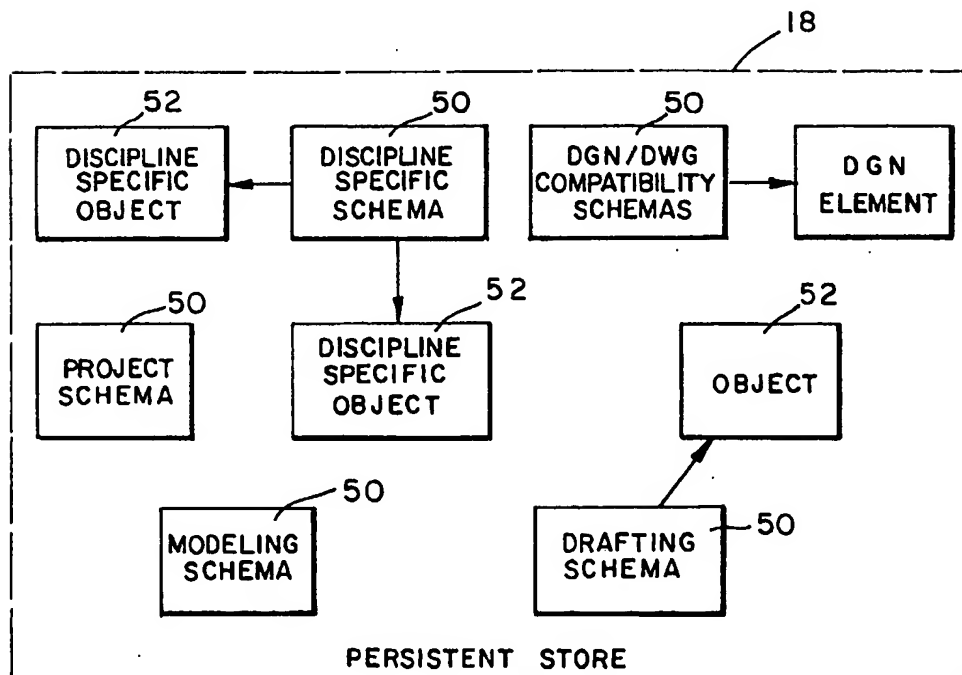 18
52
50
50
DISCIPLINE
SPECIFIC
OBJECT
DISCIPLINE
SPECIFIC
SCHEMA
DGN/DWG
COMPATIBILITY
SCHEMAS
DGN
ELEMENT
50
52
52
PROJECT
SCHEMA
DISCIPLINE
SPECIFIC
OBJECT
OBJECT
50
50
MODELING
SCHEMA
DRAFTING
SCHEMA
PERSISTENT STORE